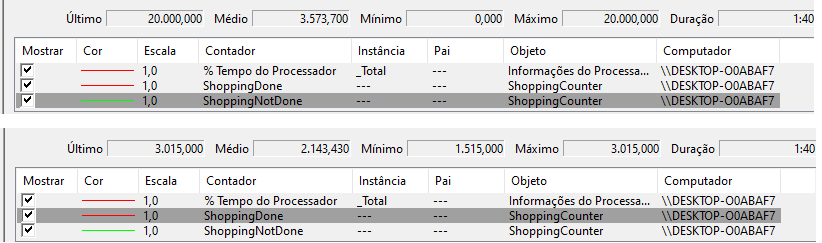 Último 20.000,000 Médio 3.573,700 Mínimo 0,000 Máximo 20.000,000 Duração 1:40
Mostrar Cor Escala Contador Instância Pai Objeto Computador
1,0 % Tempo do Processador _Total --- Informações do Processa... \\DESKTOP-O0ABAF7
1,0 ShoppingDone --- --- ShoppingCounter \\DESKTOP-O0ABAF7
1,0 ShoppingNotDone --- --- ShoppingCounter \\DESKTOP-O0ABAF7
Último 3.015,000 Médio 2.143,430 Mínimo 1.515,000 Máximo 3.015,000 Duração 1:40
Mostrar Cor Escala Contador Instância Pai Objeto Computador
1,0 % Tempo do Processador _Total --- Informações do Processa... \\DESKTOP-O0ABAF7
1,0 ShoppingDone --- --- ShoppingCounter \\DESKTOP-O0ABAF7
1,0 ShoppingNotDone --- --- ShoppingCounter \\DESKTOP-O0ABAF7